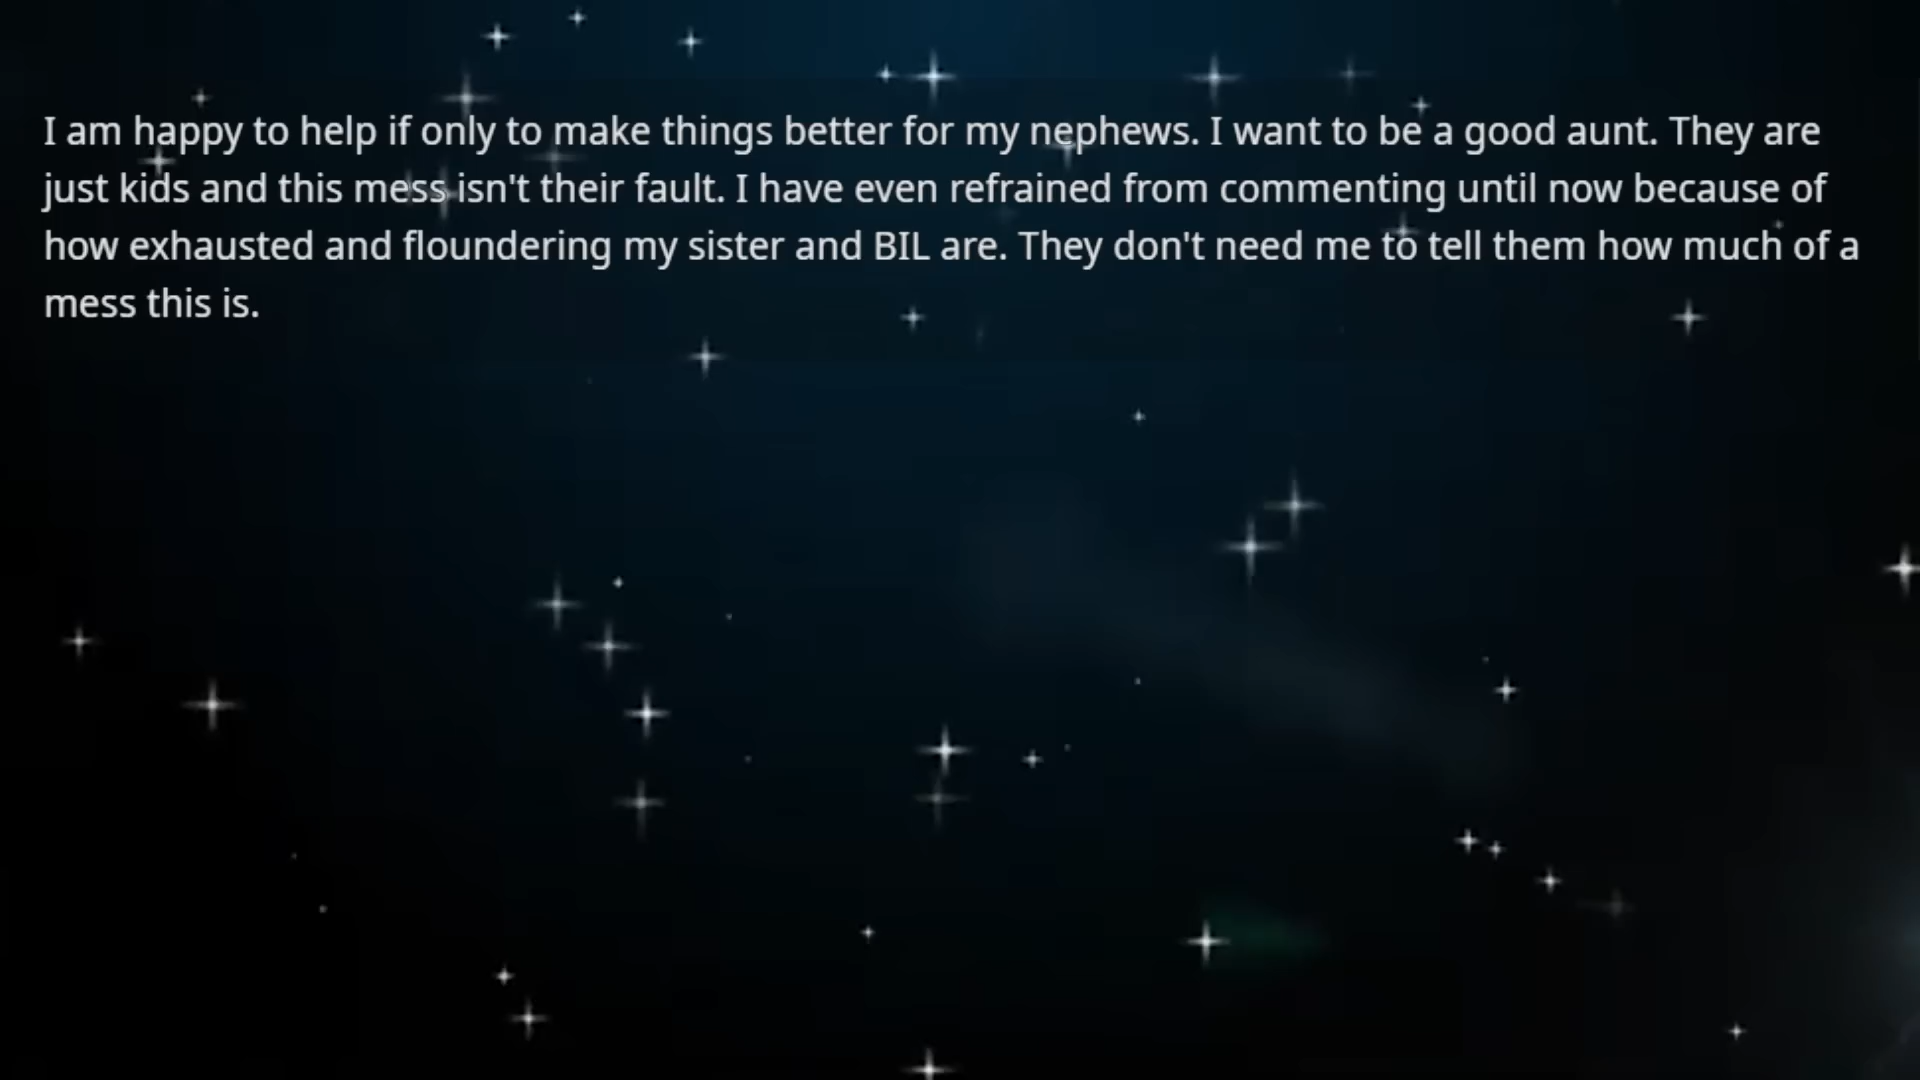 I am happy to help if only to make things better for my nephews. I want to be a good aunt. They are
just kids and this mess isn't their fault. I have even refrained from commenting until now because of
how exhausted and floundering my sister and BIL are. They don't need me to tell them how much of a
mess this is.